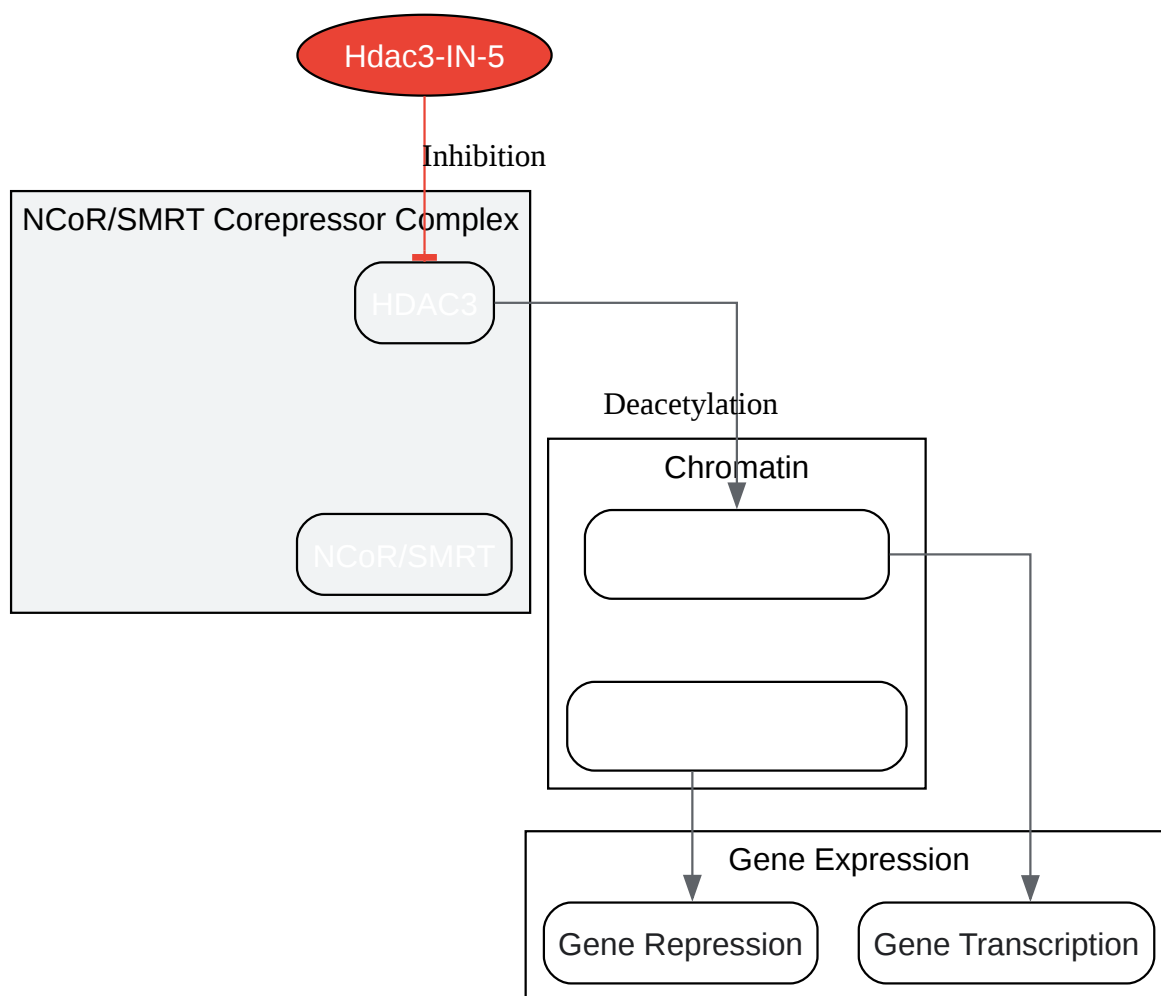 Hdac3-IN-5
Inhibition
NCoR/SMRT Corepressor Complex
HDAC3
Deacetylation
Chromatin
NCoR/SMRT
Gene Expression
Gene Repression
Gene Transcription